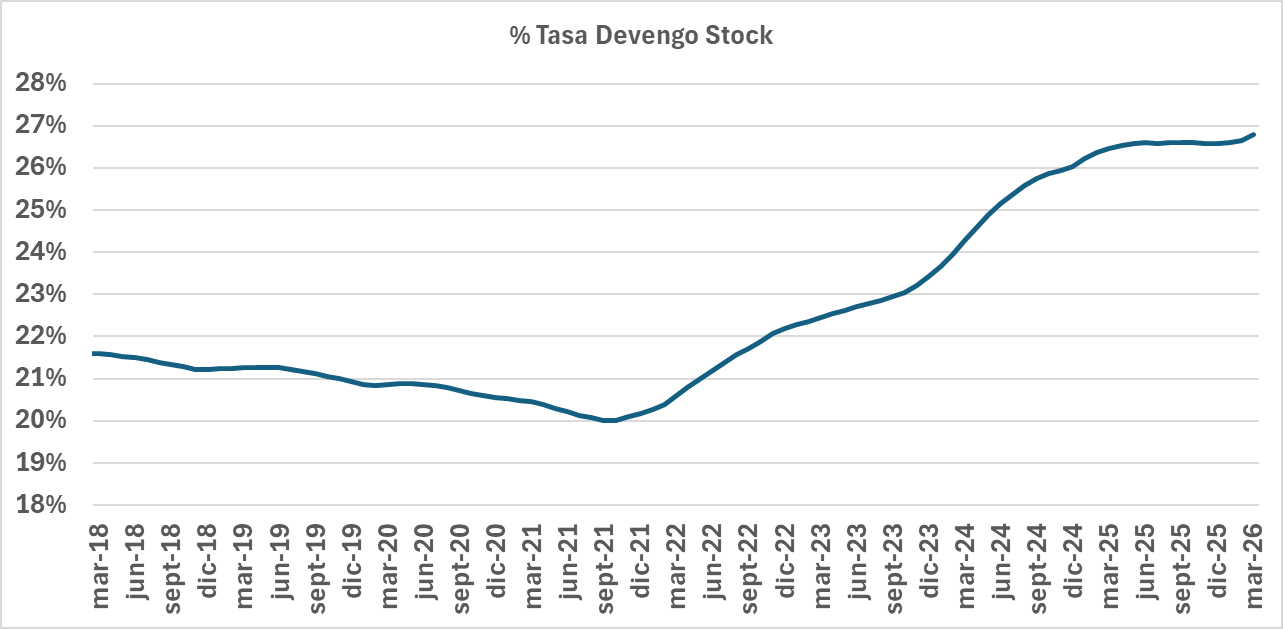 % Tasa Devengo Stock
28%
27%
26%
25%
24%
23%
22%
21%
20%
19%
18%
mar-18
jun-18
sept-18
dic-18
mar-19
jun-19
sept-19
dic-19
mar-20
jun-20
sept-20
dic-20
mar-21
jun-21
sept-21
dic-21
mar-22
jun-22
sept-22
dic-22
mar-23
jun-23
sept-23
dic-23
mar-24
jun-24
sept-24
dic-24
mar-25
jun-25
sept-25
dic-25
mar-26